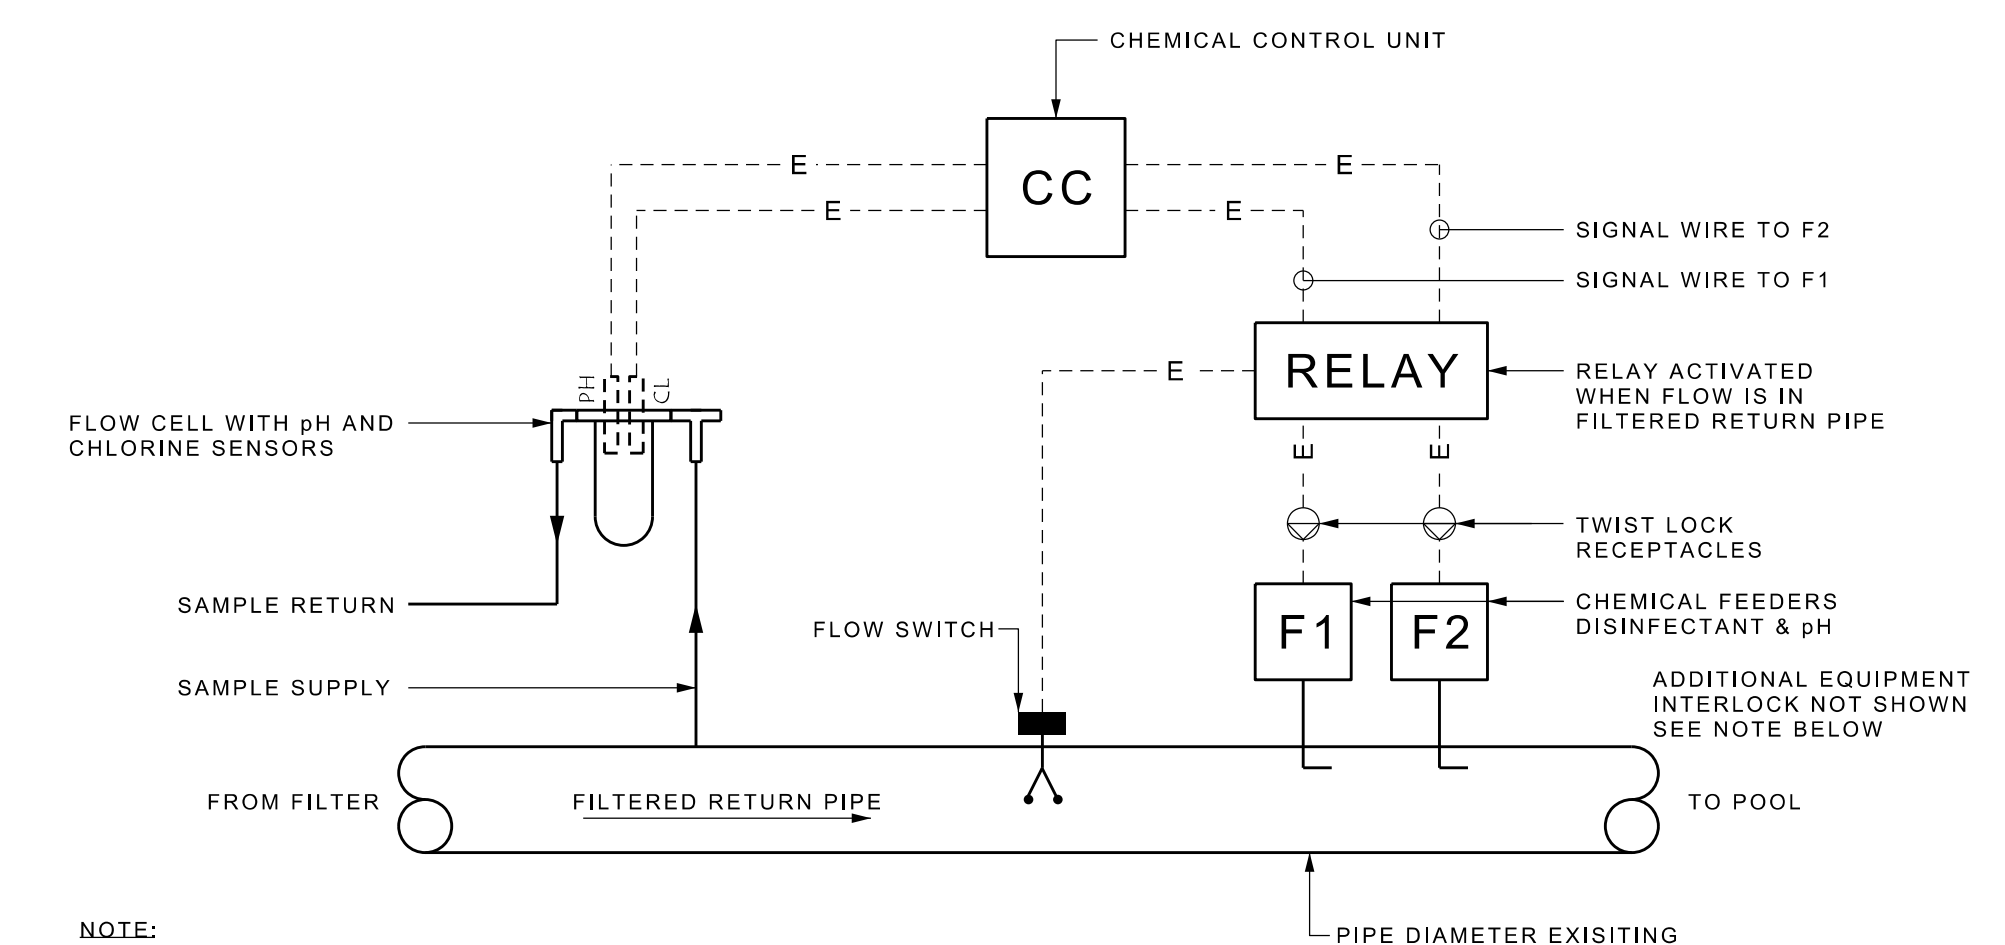 CHEMICAL CONTROL UNIT
E
E
CC
E
E
SIGNAL WIRE TO F2
SIGNAL WIRE TO F1
PH
CL
E
RELAY
RELAY ACTIVATED
WHEN FLOW IS IN
FILTERED RETURN PIPE
FLOW CELL WITH pH AND
CHLORINE SENSORS
E
E
TWIST LOCK
RECEPTACLES
SAMPLE RETURN
FLOW SWITCH
F1
F2
CHEMICAL FEEDERS
DISINFECTANT & pH
SAMPLE SUPPLY
ADDITIONAL EQUIPMENT
INTERLOCK NOT SHOWN
SEE NOTE BELOW
FROM FILTER
FILTERED RETURN PIPE
TO POOL
NOTE:
PIPE DIAMETER EXISITING